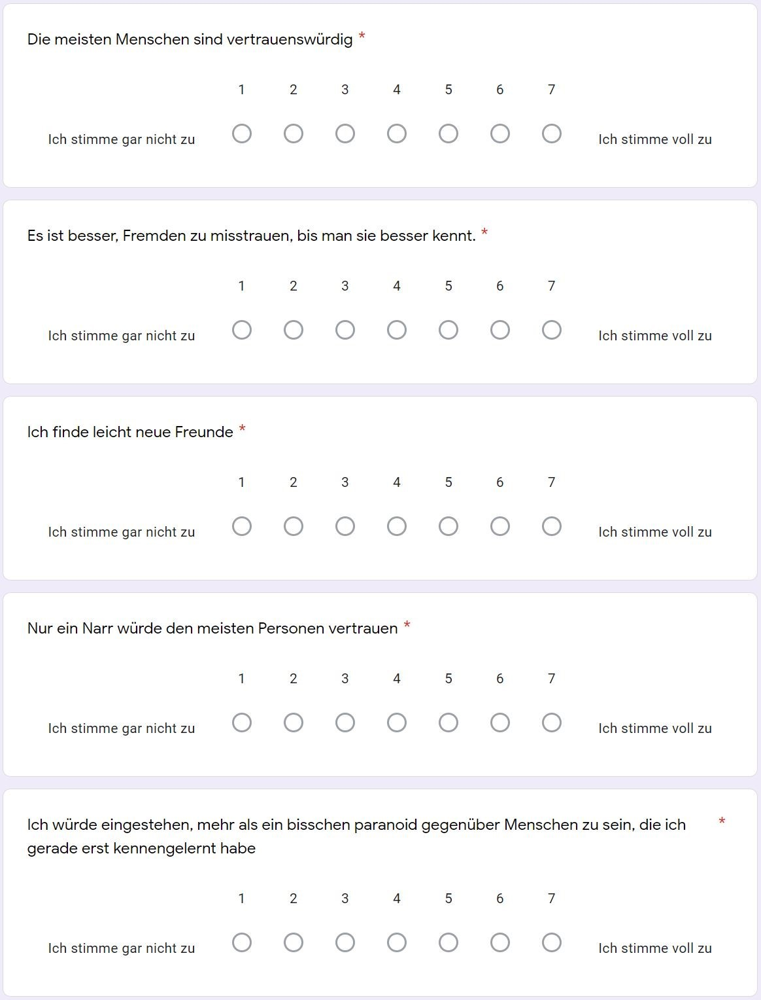 Die meisten Menschen sind vertrauenswürdig *
1 2 3 4 5 6 7
Ich stimme gar nicht zu Ich stimme voll zu
Es ist besser, Fremden zu misstrauen, bis man sie besser kennt. *
1 2 3 4 5 6 7
Ich stimme gar nicht zu Ich stimme voll zu
Ich finde leicht neue Freunde *
1 2 3 4 5 6 7
Ich stimme gar nicht zu Ich stimme voll zu
Nur ein Narr würde den meisten Personen vertrauen *
1 2 3 4 5 6 7
Ich stimme gar nicht zu Ich stimme voll zu
Ich würde eingestehen, mehr als ein bisschen paranoid gegenüber Menschen zu sein, die ich *
gerade erst kennengelernt habe
1 2 3 4 5 6 7
Ich stimme gar nicht zu Ich stimme voll zu